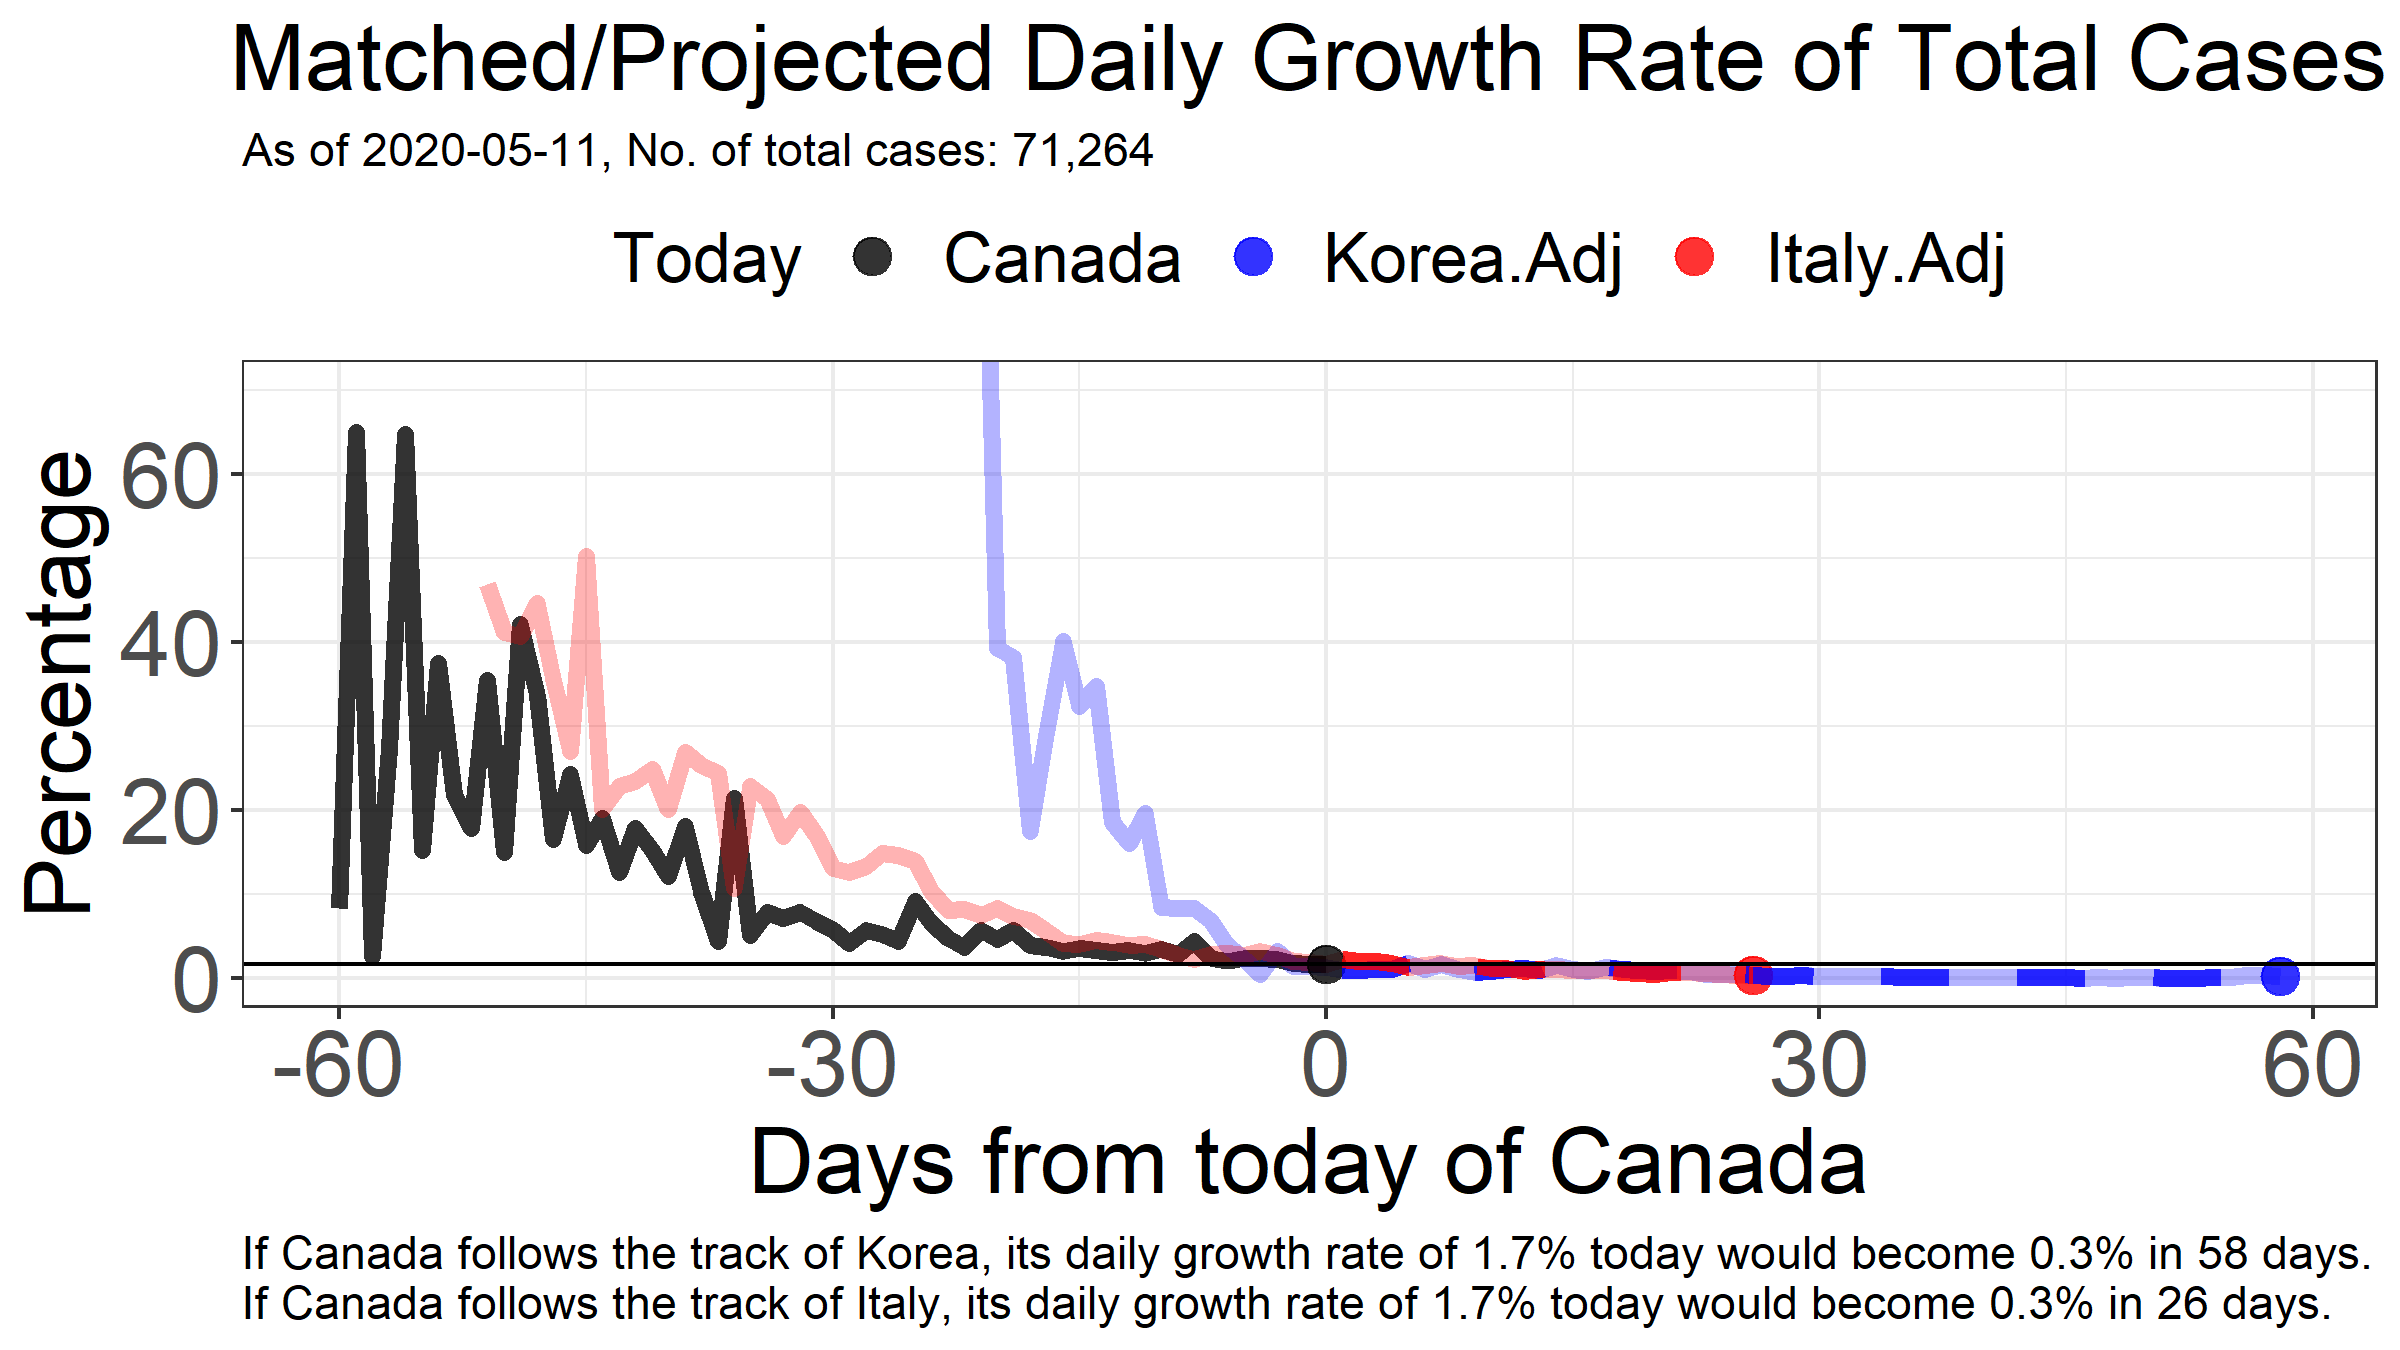 Matched/Projected Daily Growth Rate of Total Cases
As of 2020-05-11, No. of total cases: 71,264
Today Canada Korea.Adj Italy.Adj
Percentage
60
40
20
0
-60 -30 0 30 60
Days from today of Canada
If Canada follows the track of Korea, its daily growth rate of 1.7% today would become 0.3% in 58 days.
If Canada follows the track of Italy, its daily growth rate of 1.7% today would become 0.3% in 26 days.